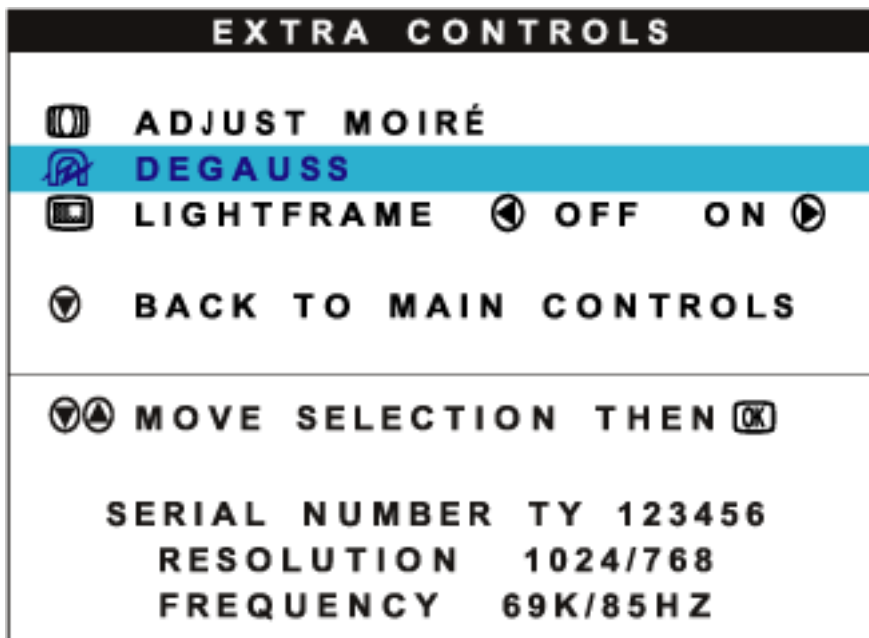 EXTRA CONTROLS
ADJUST MOIRÉ
DEGAUSS
LIGHTFRAME OFF ON
BACK TO MAIN CONTROLS
MOVE SELECTION THEN OK
SERIAL NUMBER TY 123456
RESOLUTION 1024/768
FREQUENCY 69K/85HZ